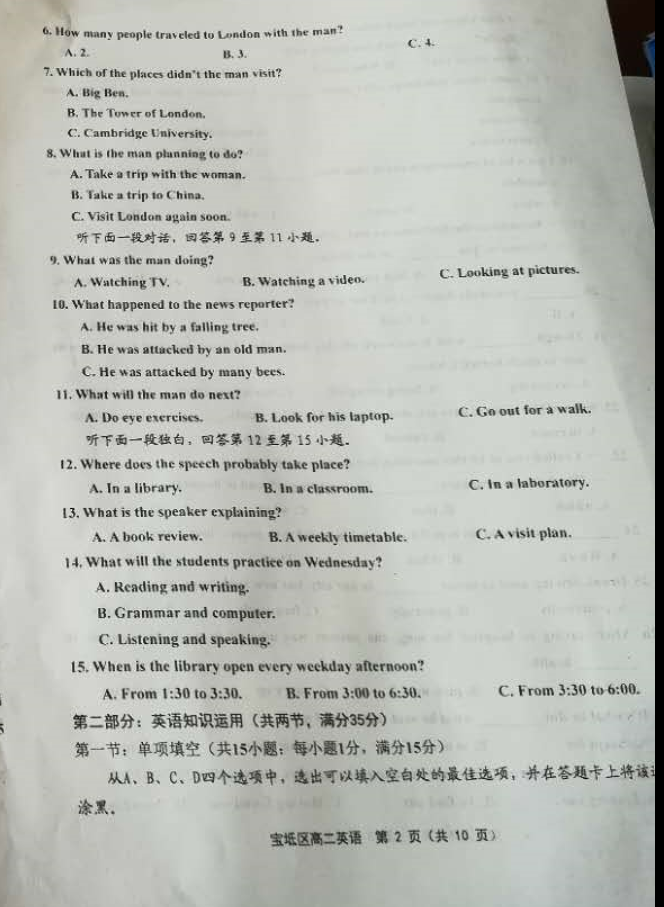 6. How many people traveled to London with the man?
A. 2. B. 3. C. 4.
7. Which of the places didn't the man visit?
A. Big Ben.
B. The Tower of London.
C. Cambridge University.
8. What is the man planning to do?
A. Take a trip with the woman.
B. Take a trip to China.
C. Visit London again soon.
听下面一段对话，回答第 9 至第 11 小题。
9. What was the man doing?
A. Watching TV. B. Watching a video. C. Looking at pictures.
10. What happened to the news reporter?
A. He was hit by a falling tree.
B. He was attacked by an old man.
C. He was attacked by many bees.
11. What will the man do next?
A. Do eye exercises. B. Look for his laptop. C. Go out for a walk.
听下面一段独白，回答第 12 至第 15 小题。
12. Where does the speech probably take place?
A. In a library. B. In a classroom. C. In a laboratory.
13. What is the speaker explaining?
A. A book review. B. A weekly timetable. C. A visit plan.
14. What will the students practice on Wednesday?
A. Reading and writing.
B. Grammar and computer.
C. Listening and speaking.
15. When is the library open every weekday afternoon?
A. From 1:30 to 3:30. B. From 3:00 to 6:30. C. From 3:30 to 6:00.
第二部分：英语知识运用（共两节，满分35分）
第一节：单项填空（共15小题；每小题1分，满分15分）
从A、B、C、D四个选项中，选出可以填入空白处的最佳选项，并在答题卡上将该
涂黑。
宝坻区高二英语 第 2 页（共 10 页）